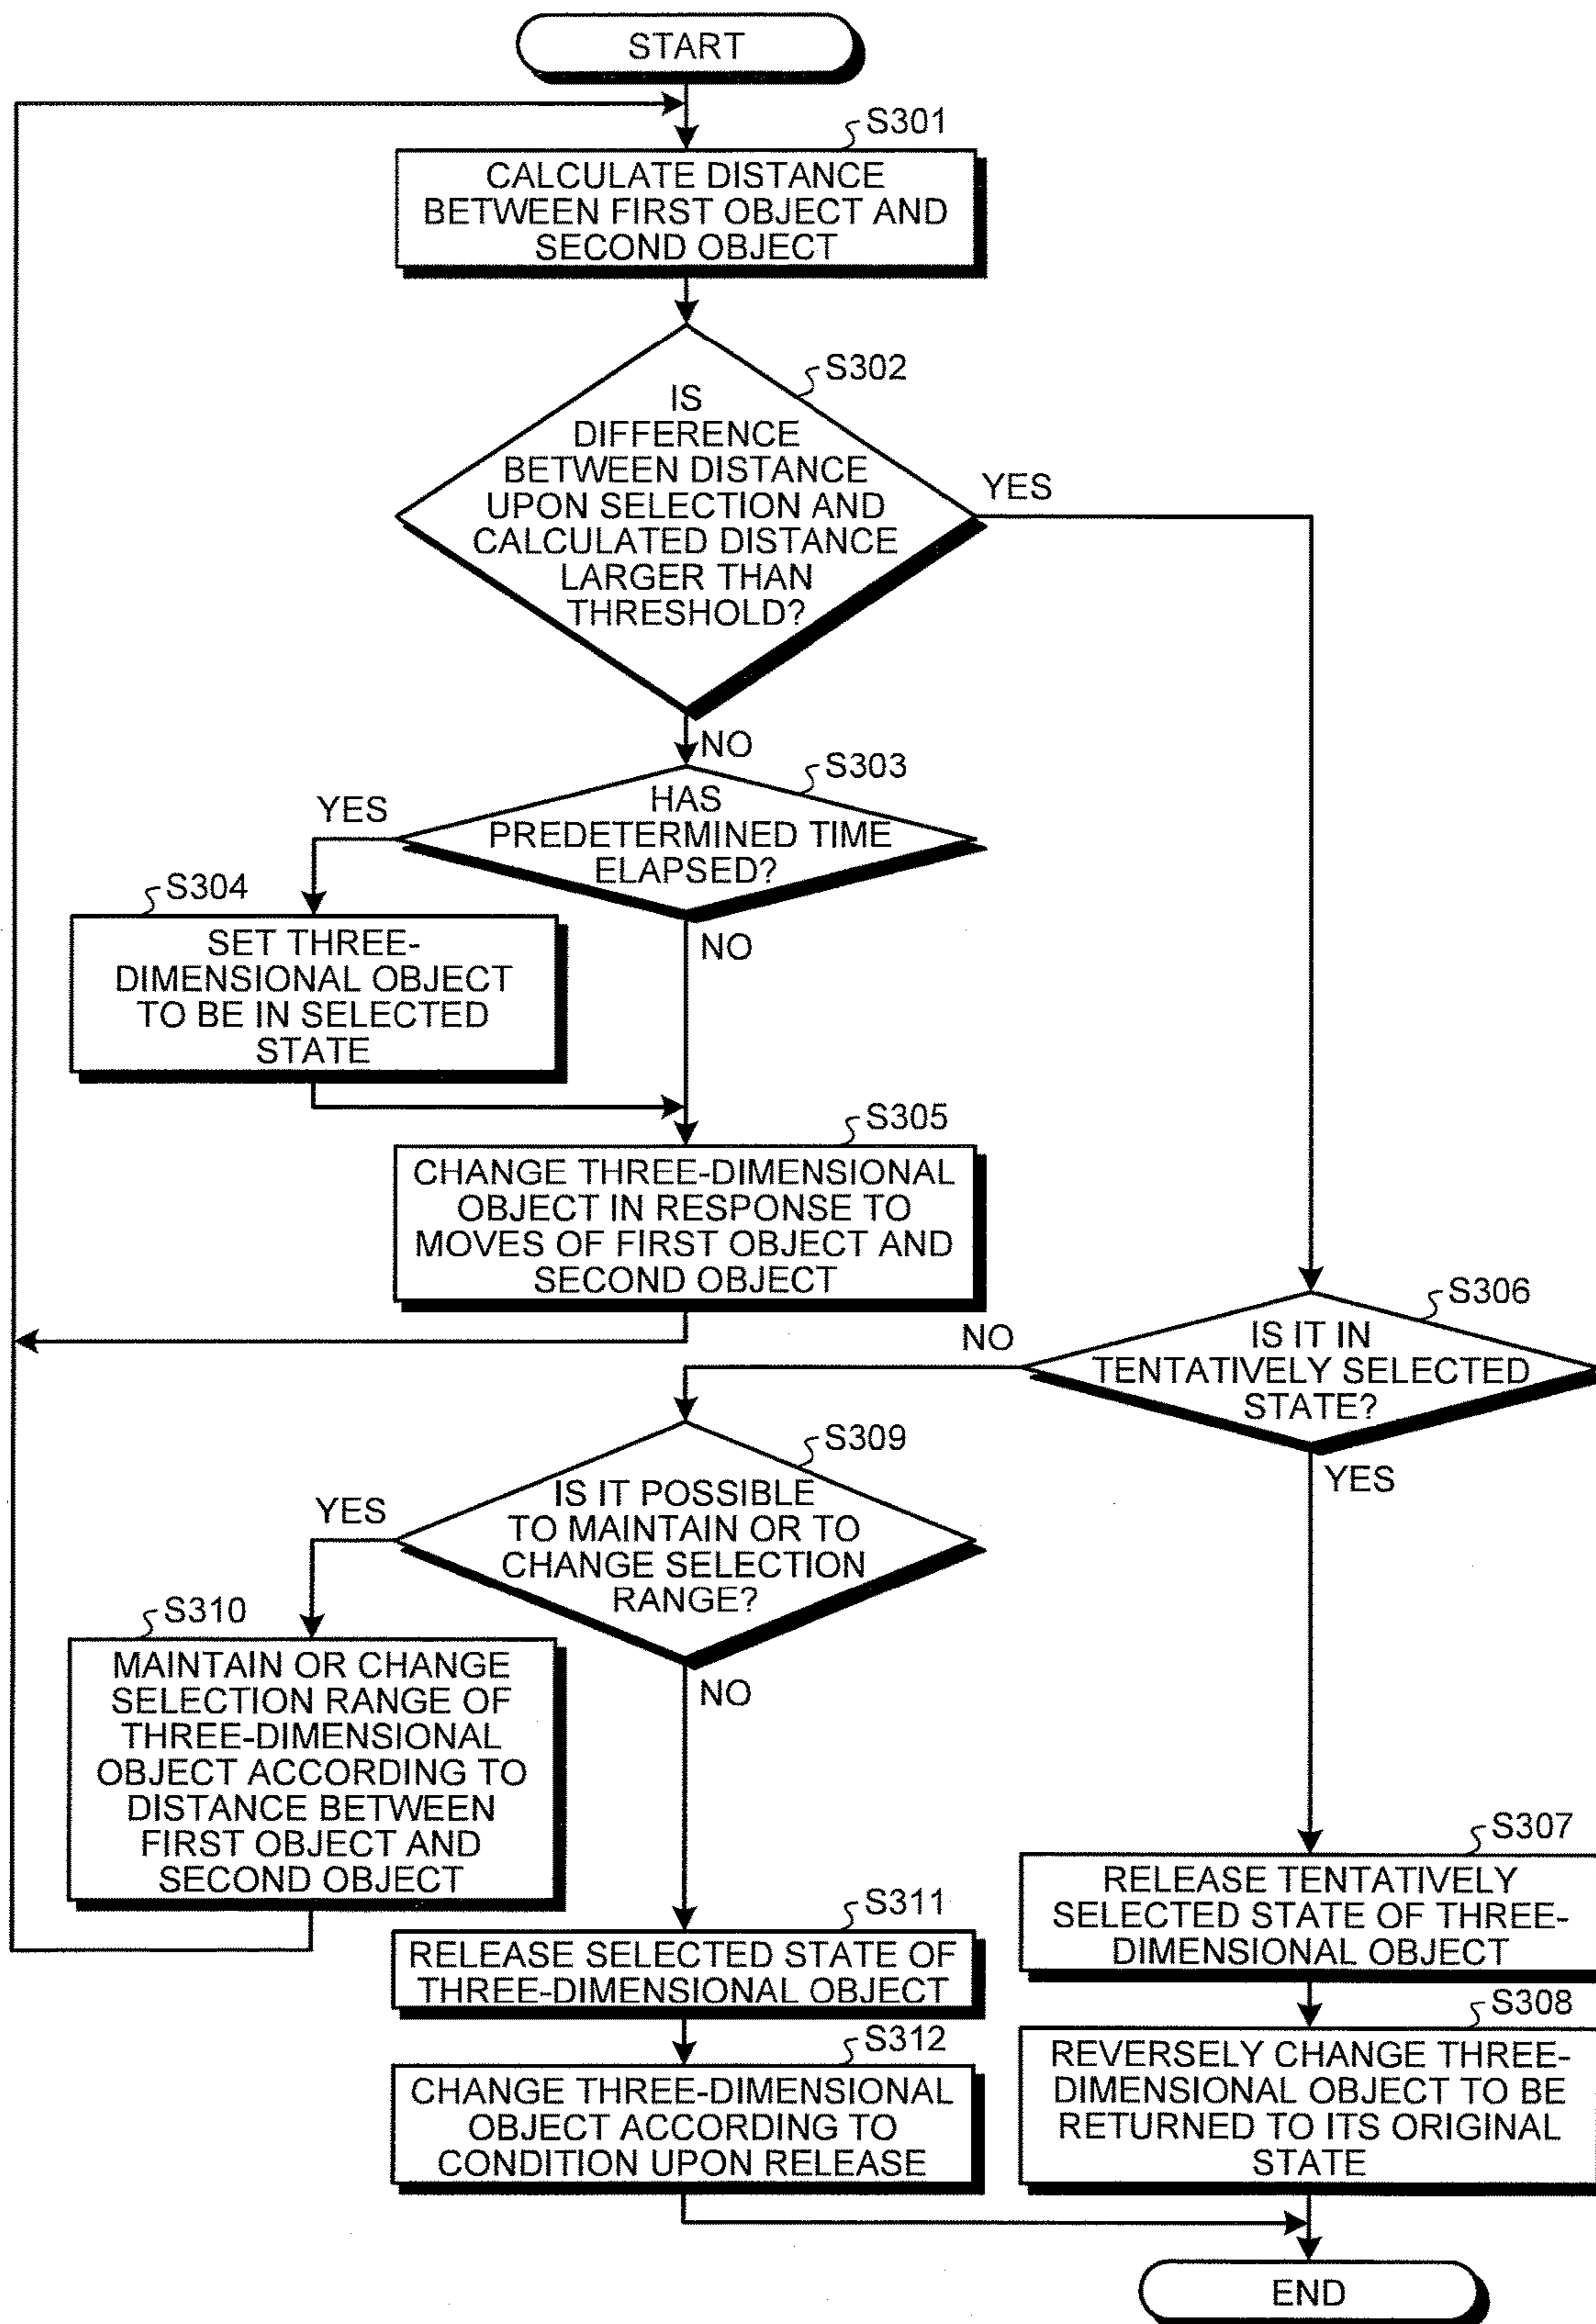 START
S301
CALCULATE DISTANCE
BETWEEN FIRST OBJECT AND
SECOND OBJECT
S302
IS
DIFFERENCE
BETWEEN DISTANCE
UPON SELECTION AND
CALCULATED DISTANCE
LARGER THAN
THRESHOLD?
YES
NO
S303
HAS
PREDETERMINED TIME
ELAPSED?
YES
NO
S304
SET THREE-
DIMENSIONAL OBJECT
TO BE IN SELECTED
STATE
S305
CHANGE THREE-DIMENSIONAL
OBJECT IN RESPONSE TO
MOVES OF FIRST OBJECT AND
SECOND OBJECT
S306
IS IT IN
TENTATIVELY SELECTED
STATE?
NO
YES
S309
IS IT POSSIBLE
TO MAINTAIN OR TO
CHANGE SELECTION
RANGE?
YES
NO
S310
MAINTAIN OR CHANGE
SELECTION RANGE OF
THREE-DIMENSIONAL
OBJECT ACCORDING TO
DISTANCE BETWEEN
FIRST OBJECT AND
SECOND OBJECT
S311
RELEASE SELECTED STATE OF
THREE-DIMENSIONAL OBJECT
S312
CHANGE THREE-DIMENSIONAL
OBJECT ACCORDING TO
CONDITION UPON RELEASE
S307
RELEASE TENTATIVELY
SELECTED STATE OF THREE-
DIMENSIONAL OBJECT
S308
REVERSELY CHANGE THREE-
DIMENSIONAL OBJECT TO BE
RETURNED TO ITS ORIGINAL
STATE
END